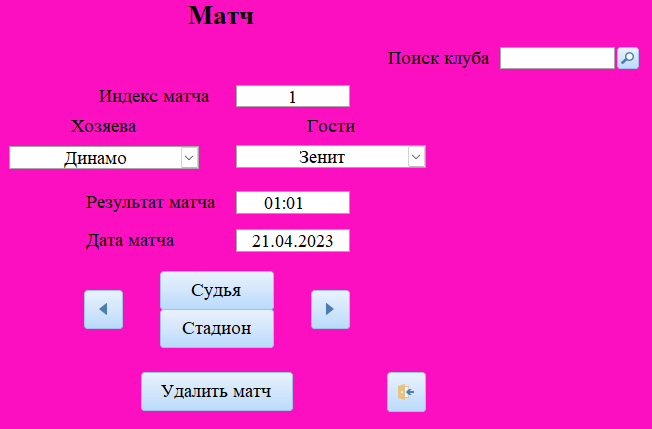 Матч
Поиск клуба
Индекс матча 1
Хозяева Гости
Динамо Зенит
Результат матча 01:01
Дата матча 21.04.2023
Судья
Стадион
Удалить матч